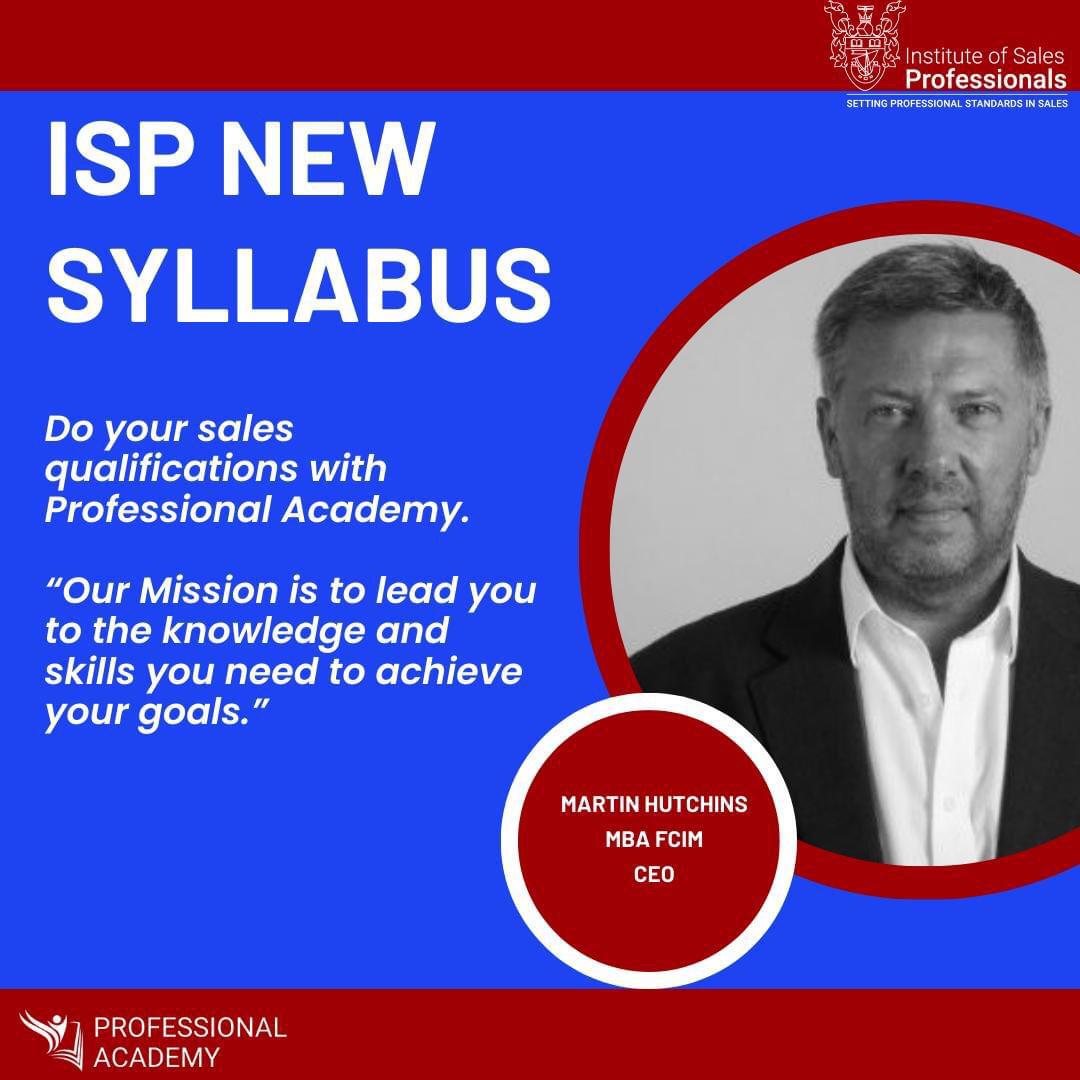 Institute of Sales
Professionals
SETTING PROFESSIONAL STANDARDS IN SALES
ISP NEW
SYLLABUS
Do your sales
qualifications with
Professional Academy.
“Our Mission is to lead you
to the knowledge and
skills you need to achieve
your goals.”
MARTIN HUTCHINS
MBA FCIM
CEO
PROFESSIONAL
ACADEMY